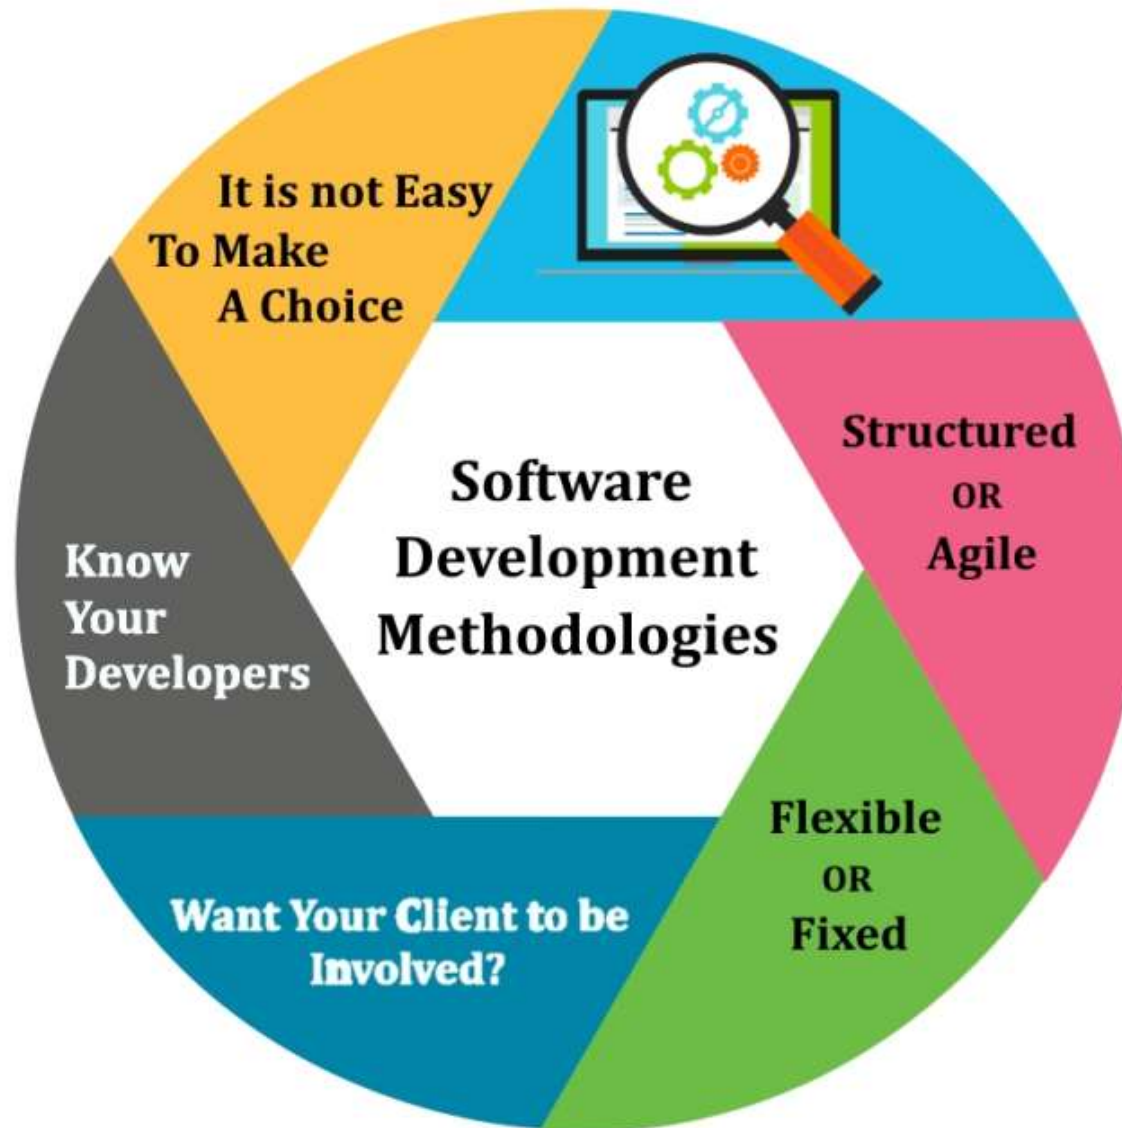 It is not Easy
To Make
A Choice
Structured
OR
Agile
Software
Development
Methodologies
Know
Your
Developers
Flexible
OR
Fixed
Want Your Client to be
Involved?